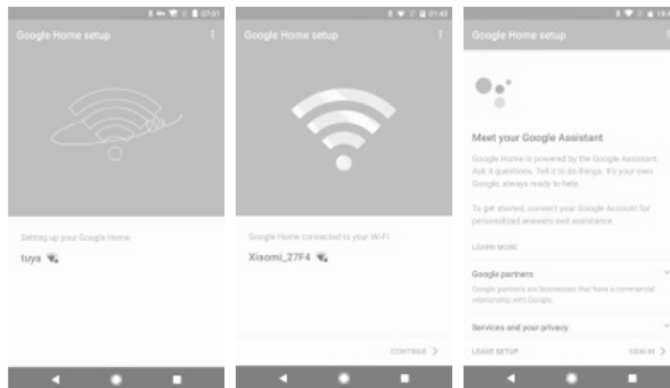 07:01
Google Home setup
Setting up your Google Home
tuya
01:43
Google Home setup
Google Home connected to your Wi-Fi
Xiaomi_27F4
CONTINUE
Google Home setup
Meet your Google Assistant
Google Home is powered by the Google Assistant.
Ask it questions. Tell it to do things. It's your own
Google, always ready to help.
To get started, connect your Google Account for
personalized answers and assistance.
LEARN MORE
Google partners
Google partners are businesses that have a commercial
relationship with Google.
Services and your privacy
LEAVE SETUP
SIGN IN